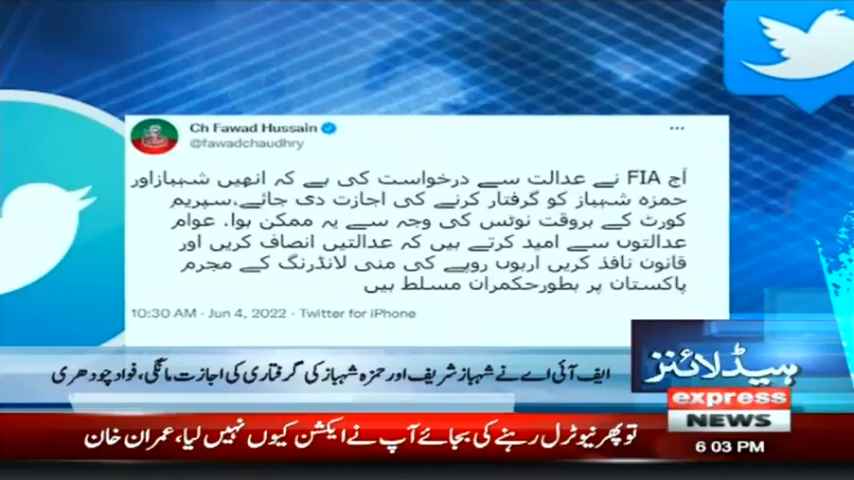 Ch Fawad Hussain
@fawadchaudhry
آج FIA نے عدالت سے درخواست کی ہے کہ انھیں شہبازاور
حمزہ شہباز کو گرفتار کرنے کی اجازت دی جائے،سپریم
کورٹ کے بروقت نوٹس کی وجہ سے یہ ممکن ہوا۔ عوام
عدالتوں سے امید کرتے ہیں کہ عدالتیں انصاف کریں اور
قانون نافذ کریں اربوں روپے کی منی لانڈرنگ کے مجرم
پاکستان پر بطورحکمران مسلط ہیں
10:30 AM · Jun 4, 2022 · Twitter for iPhone
ہیڈلائنز
ایف آئی اے نے شہباز شریف اور حمزہ شہباز کی گرفتاری کی اجازت مانگی، فواد چودھری
express
NEWS
تو پھر نیوٹرل رہنے کی بجائے آپ نے ایکشن کیوں نہیں لیا، عمران خان
6:03 PM